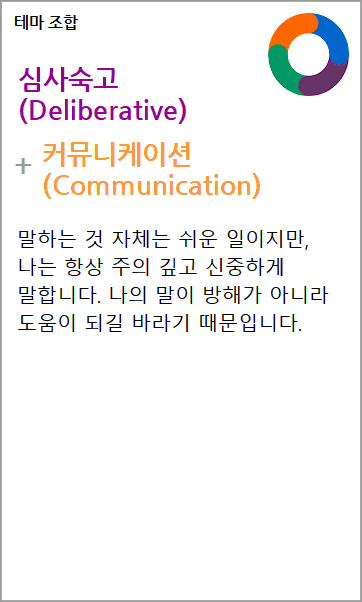 테마 조합
심사숙고
(Deliberative)
+ 커뮤니케이션
(Communication)
말하는 것 자체는 쉬운 일이지만,
나는 항상 주의 깊고 신중하게
말합니다. 나의 말이 방해가 아니라
도움이 되길 바라기 때문입니다.